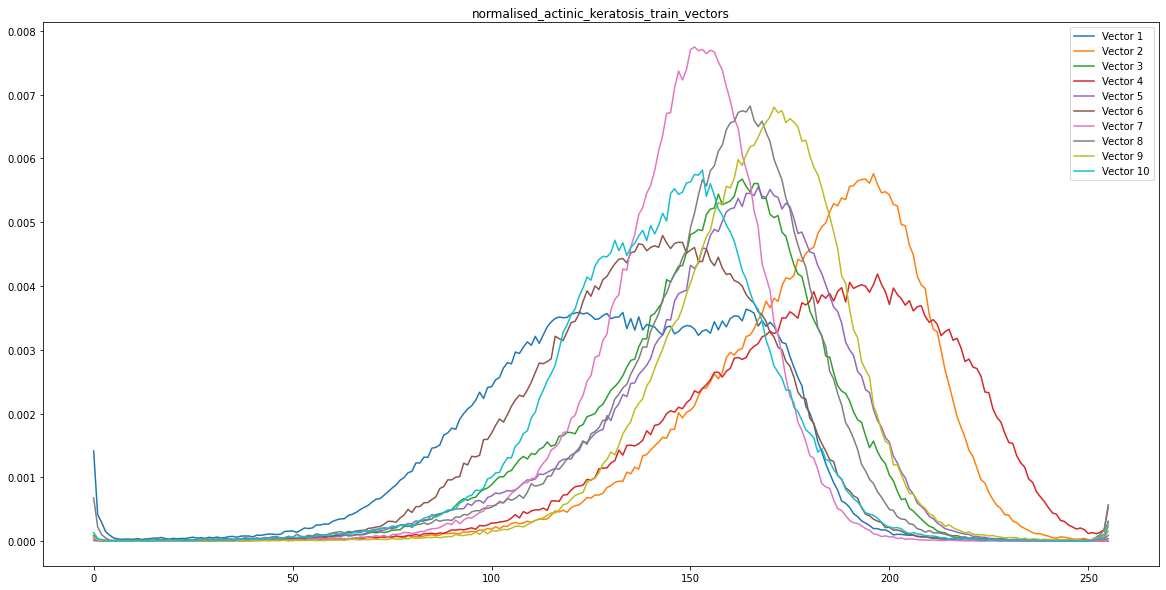 normalised_actinic_keratosis_train_vectors
0.008
0.007
0.006
0.005
0.004
0.003
0.002
0.001
0.000
0 50 100 150 200 250
Vector 1
Vector 2
Vector 3
Vector 4
Vector 5
Vector 6
Vector 7
Vector 8
Vector 9
Vector 10